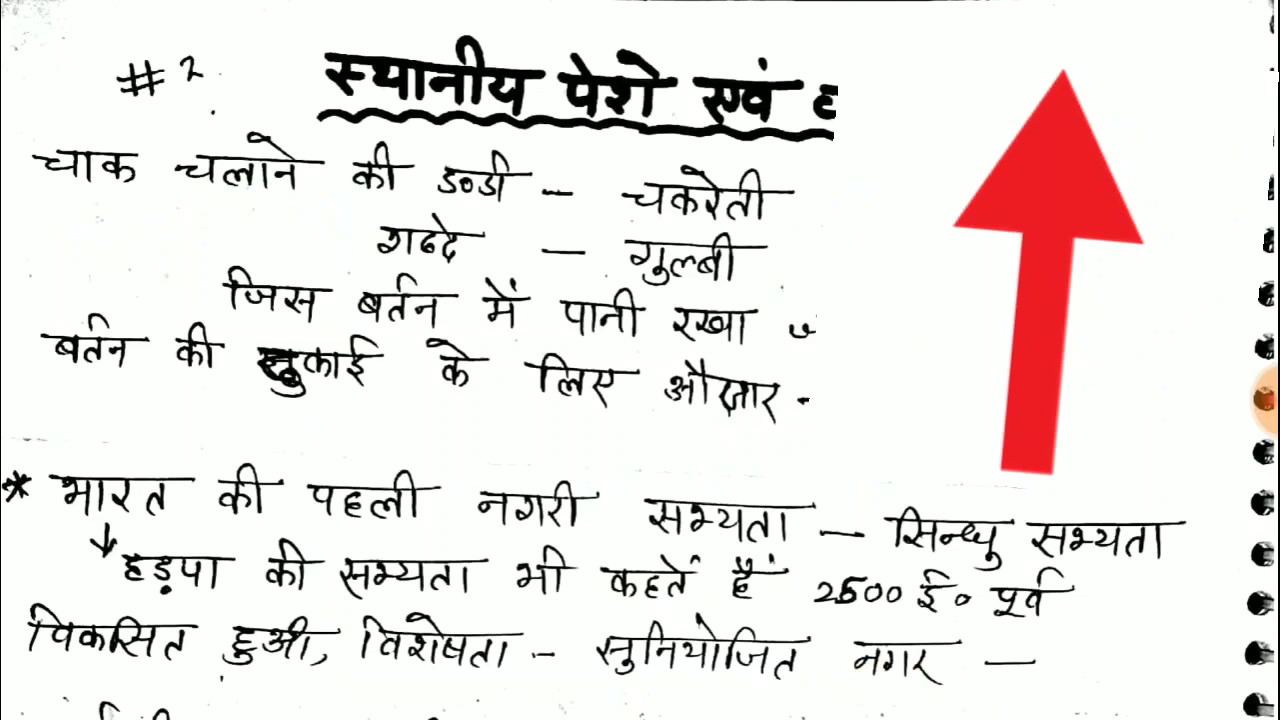 #2 स्थानीय पेशे एवं
चाक चलाने की डण्डी - चकरेती
शब्दे - गुल्बी
जिस बर्तन में पानी रखा
बर्तन की ठुकाई के लिए औज़ार -
* भारत की पहली नगरी सभ्यता - सिन्धु सभ्यता
↳ हड़पा की सभ्यता भी कहतें हैं 2500 ई० पूर्व
विकसित हुओ, विशेषता - सुनियोजित नगर -